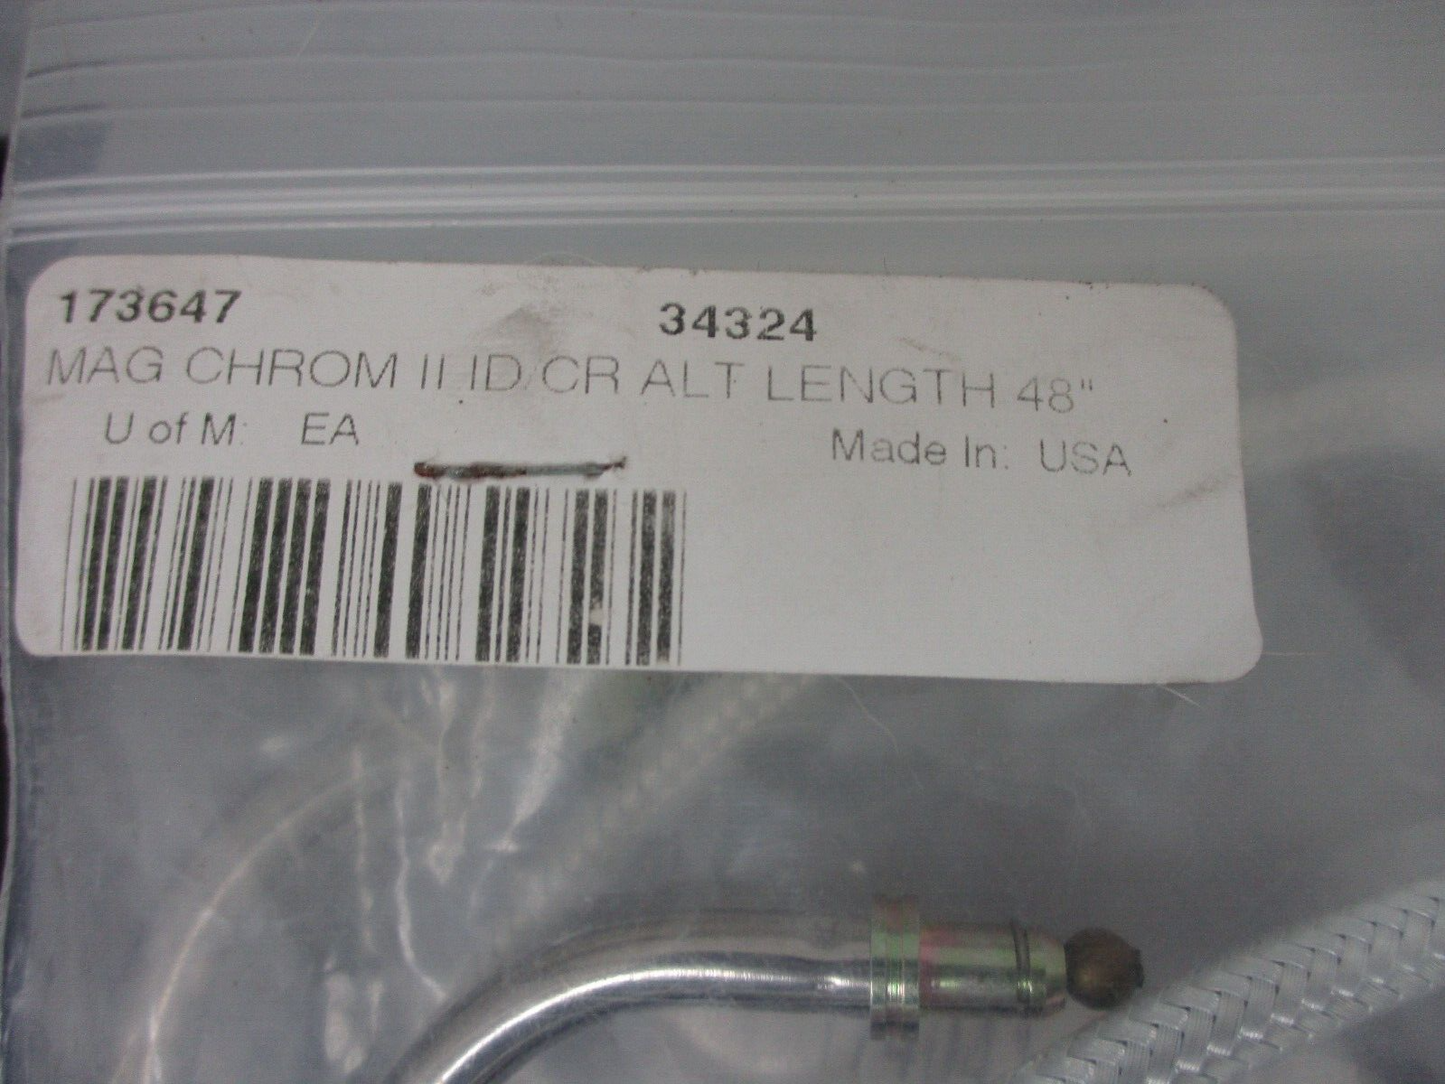 173647 34324
MAG CHROM II ID/CR ALT LENGTH 48"
U of M: EA Made In: USA